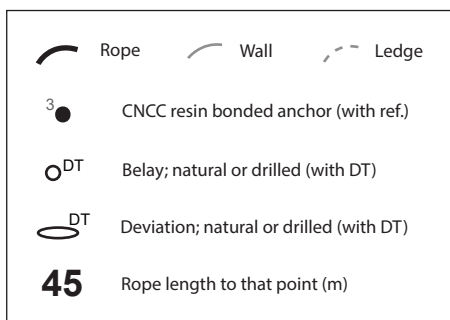 Rope Wall Ledge
3 CNCC resin bonded anchor (with ref.)
DT Belay; natural or drilled (with DT)
DT Deviation; natural or drilled (with DT)
45 Rope length to that point (m)